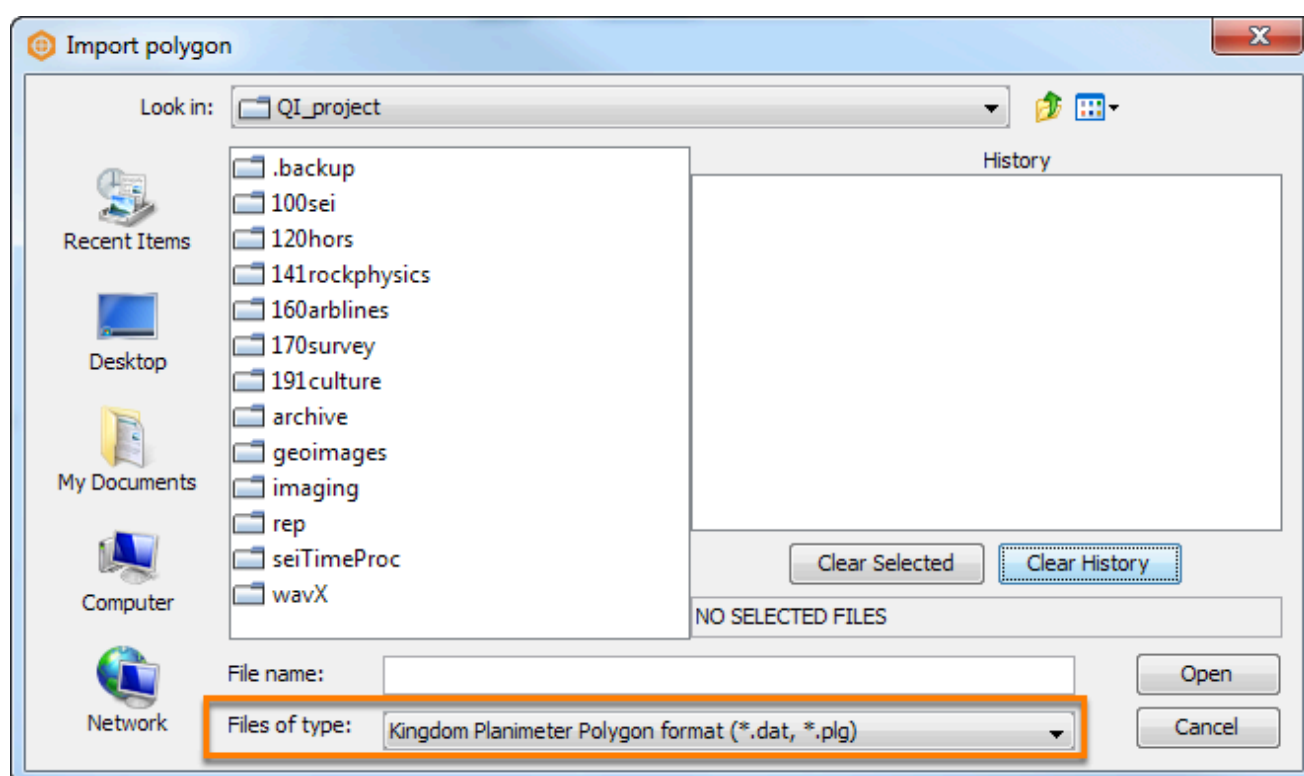 Import polygon
Look in:
QI_project
Recent Items
Desktop
My Documents
Computer
Network
.backup
100sei
120hors
141rockphysics
160arblines
170survey
191culture
archive
geoimages
imaging
rep
seiTimeProc
wavX
History
Clear Selected
Clear History
NO SELECTED FILES
File name:
Open
Files of type:
Kingdom Planimeter Polygon format (*.dat, *.plg)
Cancel